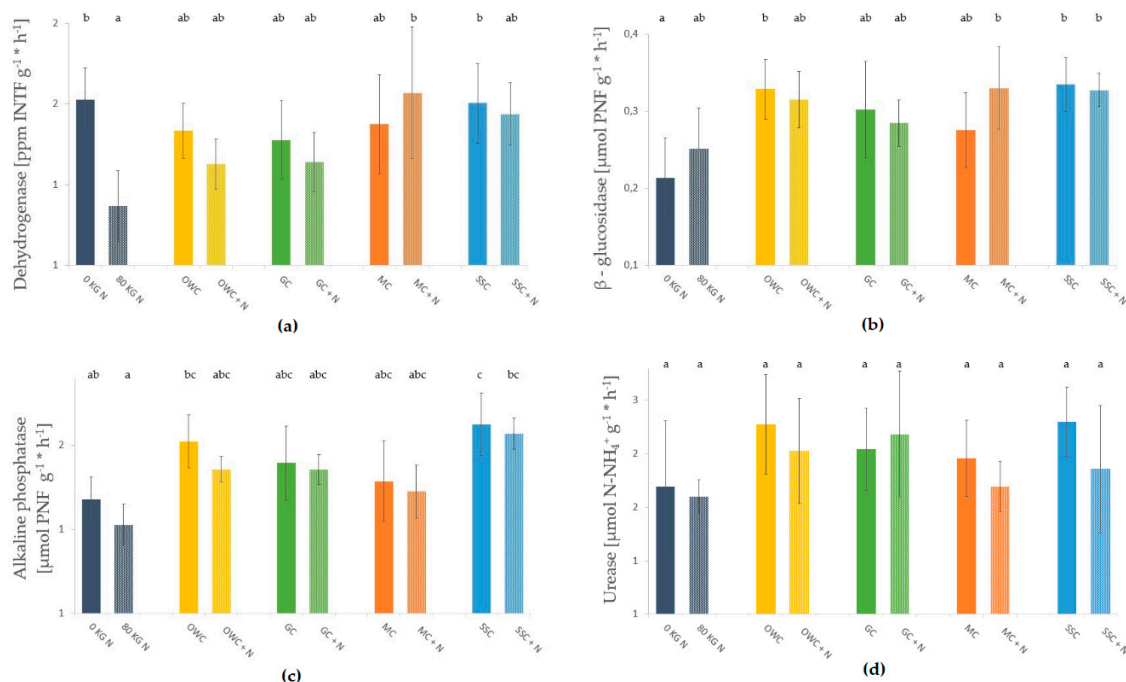 b a ab ab ab ab ab b ab ab
Dehydrogenase [ppm INTF g-1 * h-1]
2
2
1
1
0 KG N 80 KG N OWC OWC + N GC GC + N MC MC + N SSC SSC + N
(a)
a ab b ab ab ab ab b b b
β - glucosidase [µmol PNF g-1 * h-1]
0,4
0,3
0,2
0,1
0 KG N 80 KG N OWC OWC + N GC GC + N MC MC + N SSC SSC + N
(b)
ab a bc abc abc abc abc abc c bc
Alkaline phosphatase
[µmol PNF g-1 * h-1]
2
1
1
0 KG N 80 KG N OWC OWC + N GC GC + N MC MC + N SSC SSC + N
(c)
a a a a a a a a a a
Urease [µmol N-NH4+ g-1 * h-1]
3
2
2
1
1
0 KG N 80 KG N OWC OWC + N GC GC + N MC MC + N SSC SSC + N
(d)